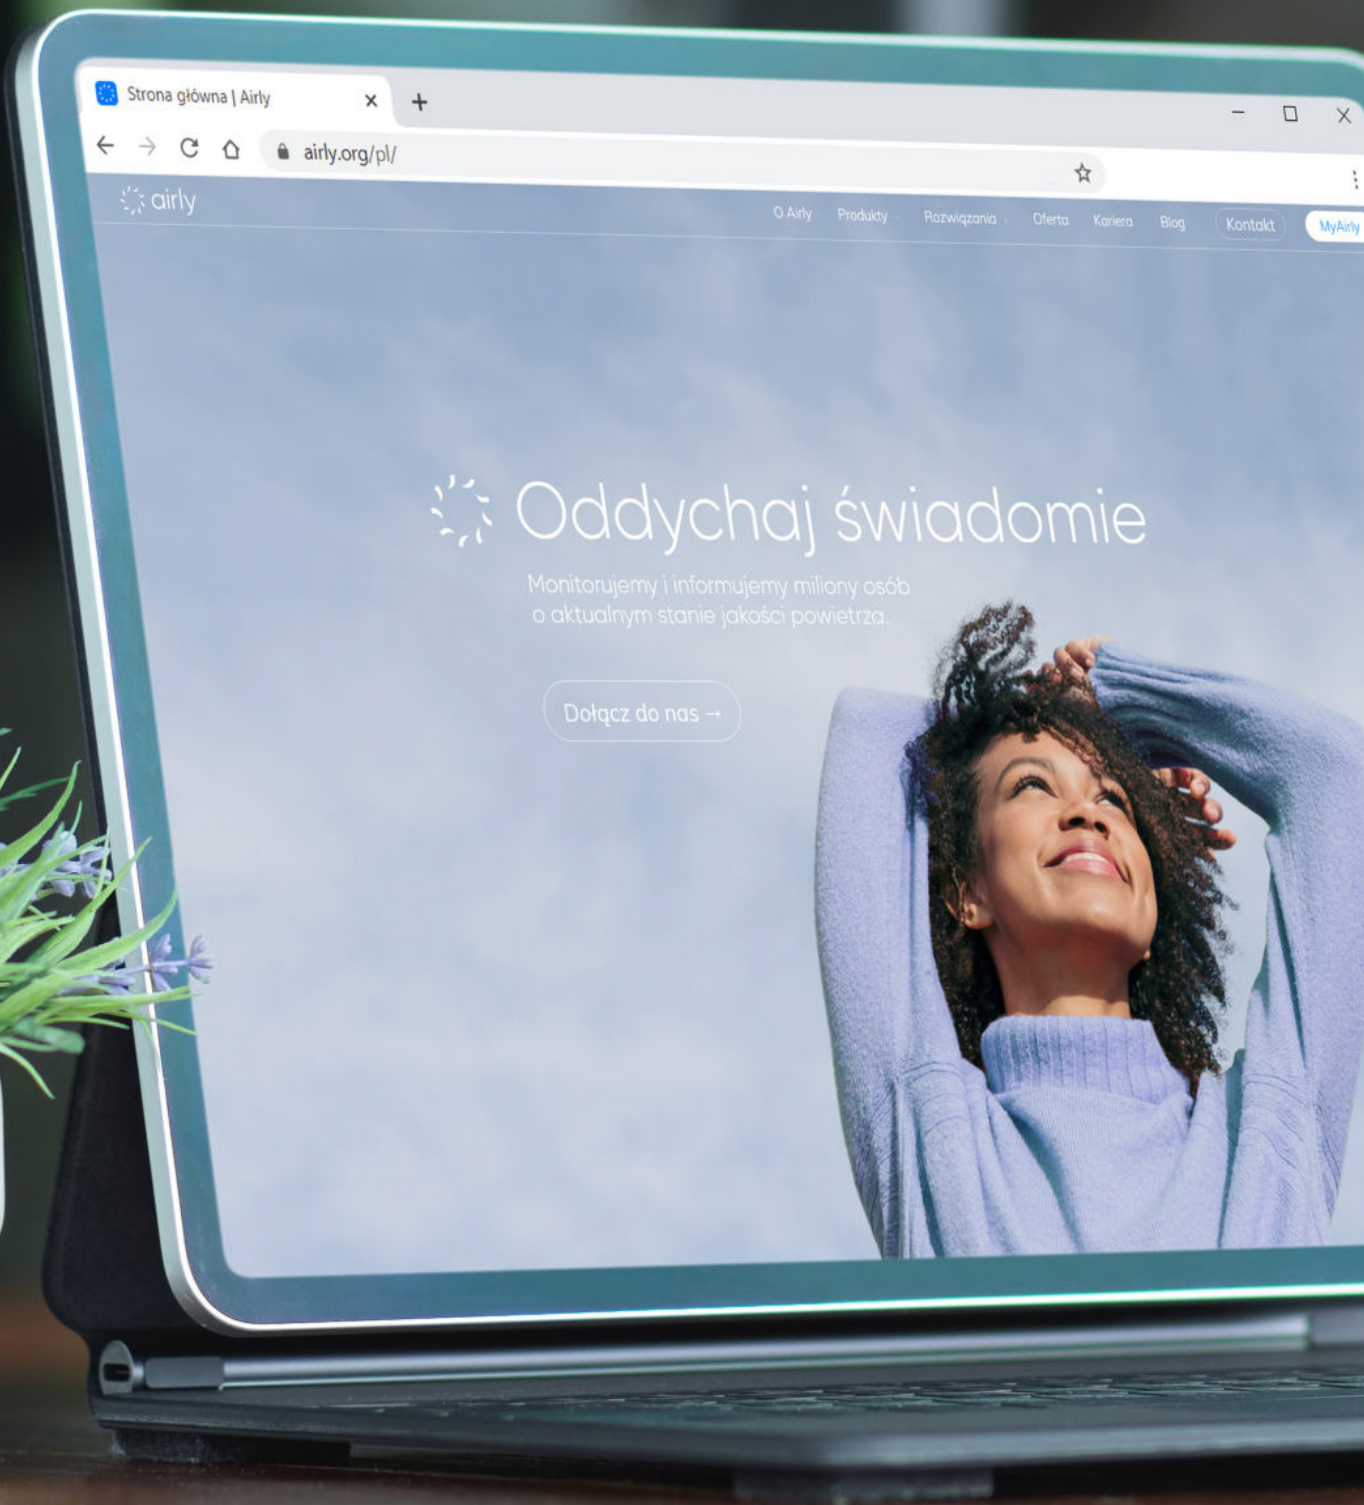 Strona główna | Airly
airly.org/pl/
airly
O Airly Produkty Rozwiązania Oferta Kariera Blog Kontakt MyAirly
Oddychaj świadomie
Monitorujemy i informujemy miliony osób
o aktualnym stanie jakości powietrza.
Dołącz do nas →